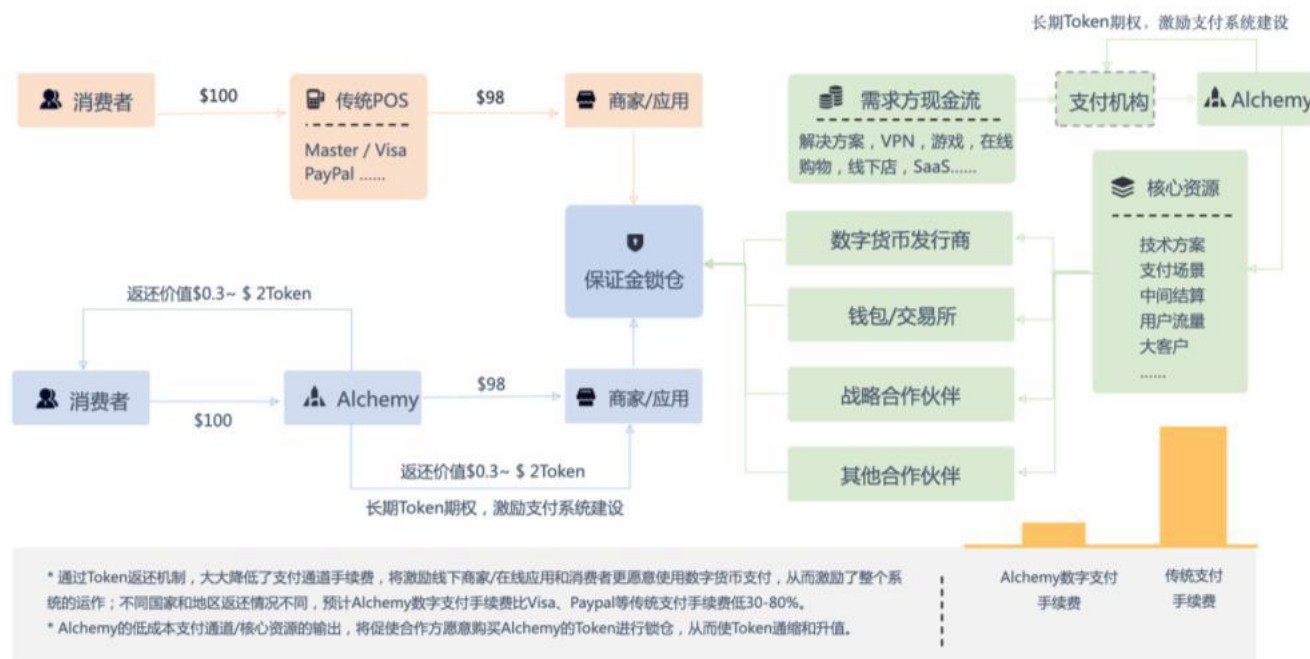 长期Token期权，激励支付系统建设
消费者
$100
传统POS
Master / Visa
PayPal ......
$98
商家/应用
需求方现金流
解决方案，VPN，游戏，在线
购物，线下店，SaaS......
支付机构
Alchemy
核心资源
技术方案
支付场景
中间结算
用户流量
大客户
......
保证金锁仓
数字货币发行商
钱包/交易所
战略合作伙伴
其他合作伙伴
返还价值$0.3~ $ 2Token
消费者
$100
Alchemy
$98
商家/应用
返还价值$0.3~ $ 2Token
长期Token期权，激励支付系统建设
* 通过Token返还机制，大大降低了支付通道手续费，将激励线下商家/在线应用和消费者更愿意使用数字货币支付，从而激励了整个系
统的运作；不同国家和地区返还情况不同，预计Alchemy数字支付手续费比Visa、Paypal等传统支付手续费低30-80%。
* Alchemy的低成本支付通道/核心资源的输出，将促使合作方愿意购买Alchemy的Token进行锁仓，从而使Token通缩和升值。
Alchemy数字支付
手续费
传统支付
手续费